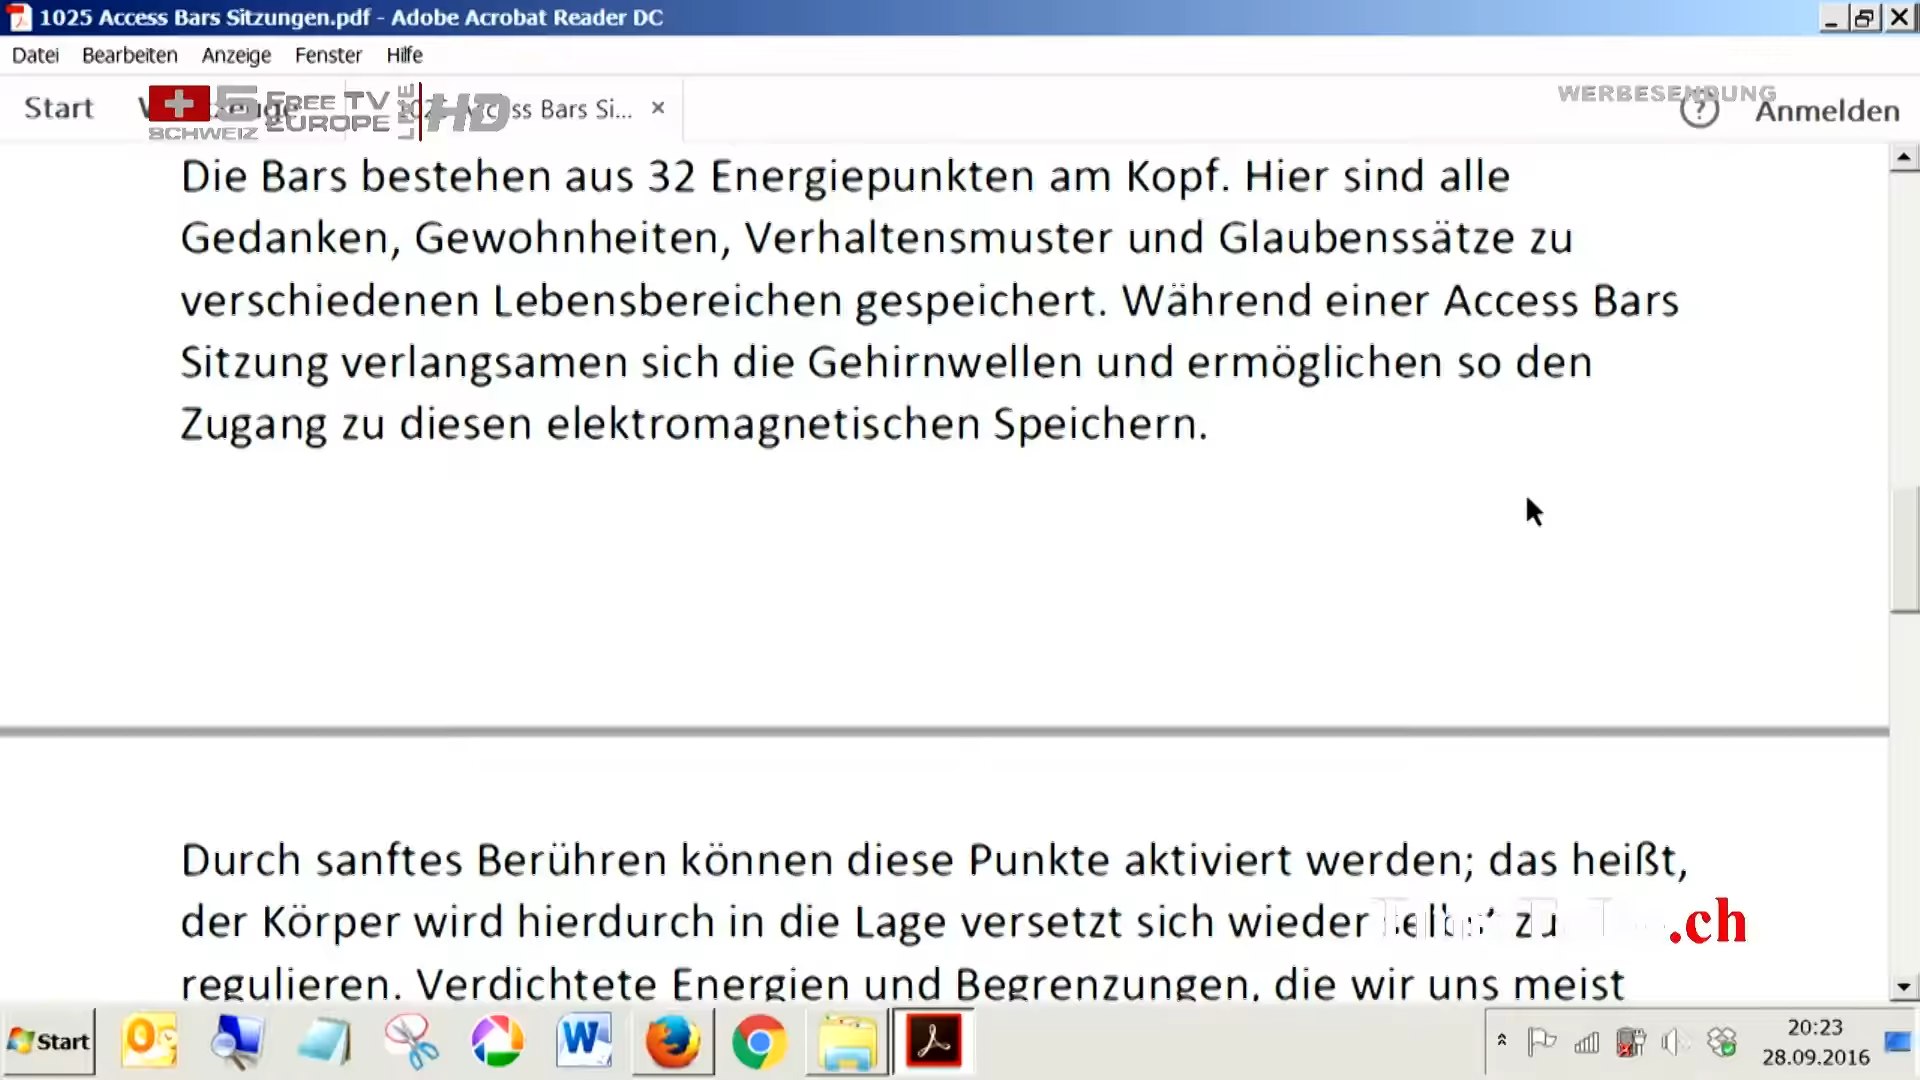 1025 Access Bars Sitzungen.pdf - Adobe Acrobat Reader DC
Datei Bearbeiten Anzeige Fenster Hilfe
Start
ss Bars Si...
Anmelden
SCHWEIZ 5 FREE TV EUROPE LIVE HD
WERBESENDUNG
Die Bars bestehen aus 32 Energiepunkten am Kopf. Hier sind alle
Gedanken, Gewohnheiten, Verhaltensmuster und Glaubenssätze zu
verschiedenen Lebensbereichen gespeichert. Während einer Access Bars
Sitzung verlangsamen sich die Gehirnwellen und ermöglichen so den
Zugang zu diesen elektromagnetischen Speichern.
Durch sanftes Berühren können diese Punkte aktiviert werden; das heißt,
der Körper wird hierdurch in die Lage versetzt sich wieder selbst zu
.ch
regulieren. Verdichtete Energien und Begrenzungen, die wir uns meist
Start
20:23
28.09.2016